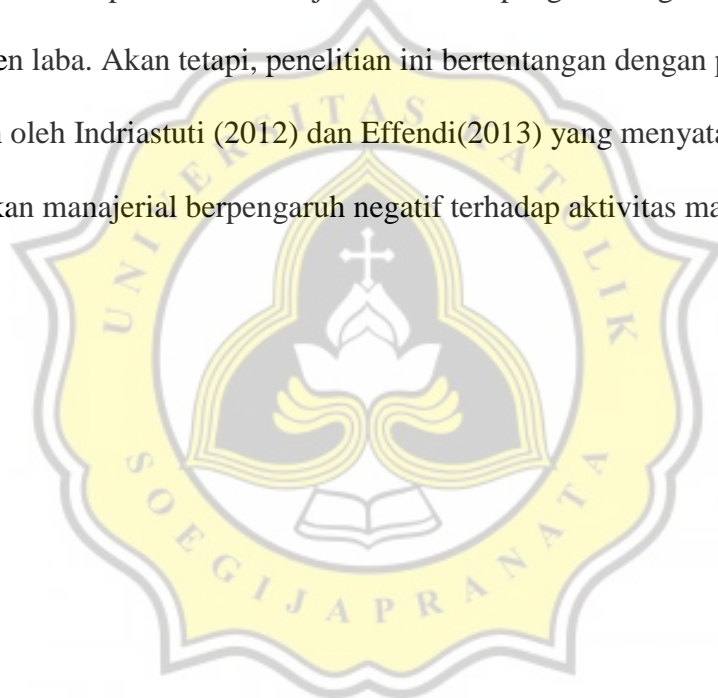 en laba. Akan tetapi, penelitian ini bertentangan dengan p
oleh Indriastuti (2012) dan Effendi(2013) yang menyata
kan manajerial berpengaruh negatif terhadap aktivitas ma
UNIVERSITAS KATOLIK
SOEGIJAPRANATA